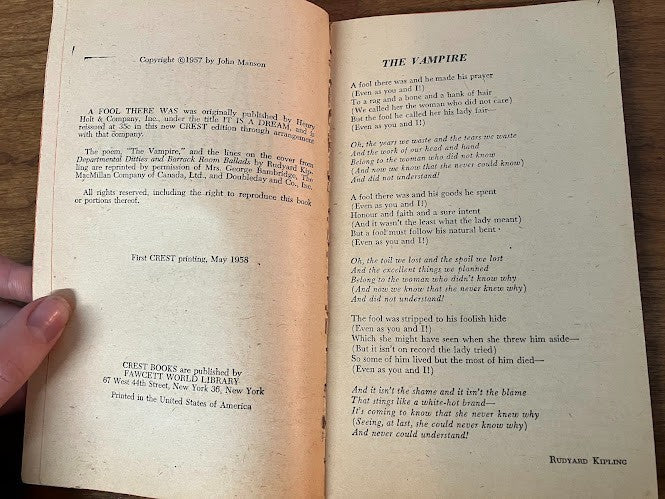 Copyright ©1957 by John Manson
A FOOL THERE WAS was originally published by Henry
Holt & Company, Inc., under the title IT IS A DREAM, and is
reissued at 35c in this new CREST edition through arrangement
with that company.
The poem, "The Vampire," and the lines on the cover from
Departmental Ditties and Barrack Room Ballads by Rudyard Kip-
ling are reprinted by permission of Mrs. George Bambridge, The
MacMillan Company of Canada, Ltd., and Doubleday and Co., Inc.
All rights reserved, including the right to reproduce this book
or portions thereof.
First CREST printing, May 1958
CREST BOOKS are published by
FAWCETT WORLD LIBRARY
67 West 44th Street, New York 36, New York
Printed in the United States of America
THE VAMPIRE
A fool there was and he made his prayer
(Even as you and I!)
To a rag and a bone and a hank of hair
(We called her the woman who did not care)
But the fool he called her his lady fair—
(Even as you and I!)
Oh, the years we waste and the tears we waste
And the work of our head and hand
Belong to the woman who did not know
(And now we know that she never could know)
And did not understand!
A fool there was and his goods he spent
(Even as you and I!)
Honour and faith and a sure intent
(And it wasn't the least what the lady meant)
But a fool must follow his natural bent
(Even as you and I!)
Oh, the toil we lost and the spoil we lost
And the excellent things we planned
Belong to the woman who didn't know why
(And now we know that she never knew why)
And did not understand!
The fool was stripped to his foolish hide
(Even as you and I!)
Which she might have seen when she threw him aside—
(But it isn't on record the lady tried)
So some of him lived but the most of him died—
(Even as you and I!)
And it isn't the shame and it isn't the blame
That stings like a white-hot brand—
It's coming to know that she never knew why
(Seeing, at last, she could never know why)
And never could understand!
RUDYARD KIPLING